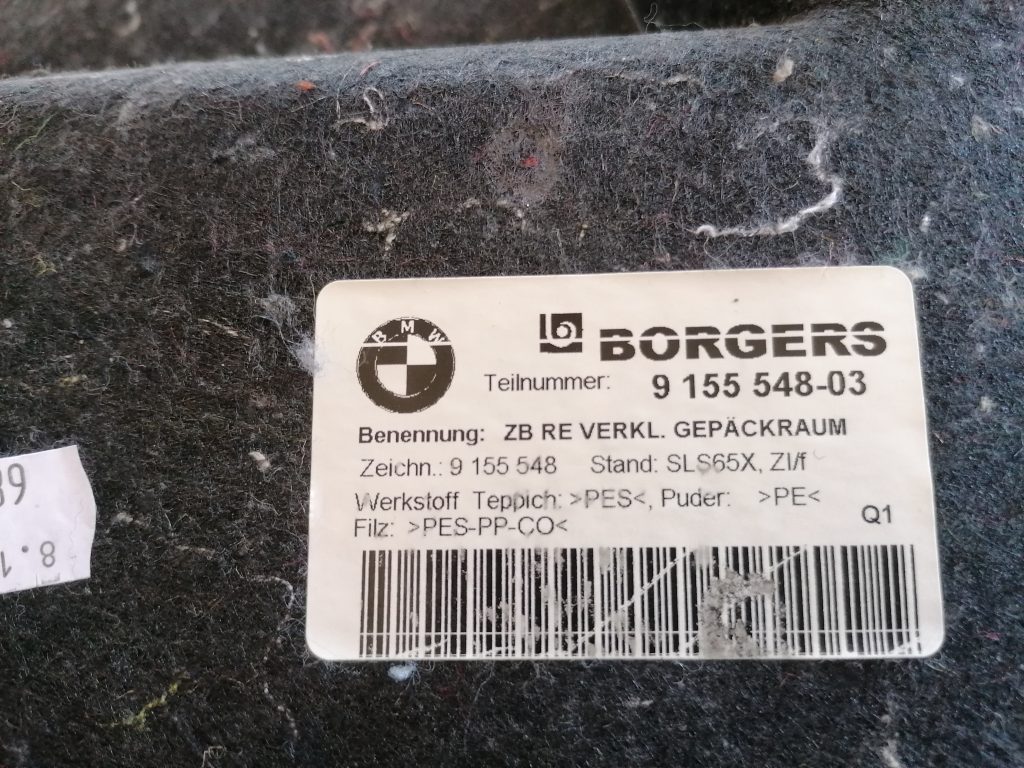 BMW
BORGERS
Teilnummer: 9 155 548-03
Benennung: ZB RE VERKL. GEPÄCKRAUM
Zeichn.: 9 155 548 Stand: SLS65X, ZI/f
Werkstoff Teppich: >PES<, Puder: >PE<
Filz: >PES-PP-CO<
Q1